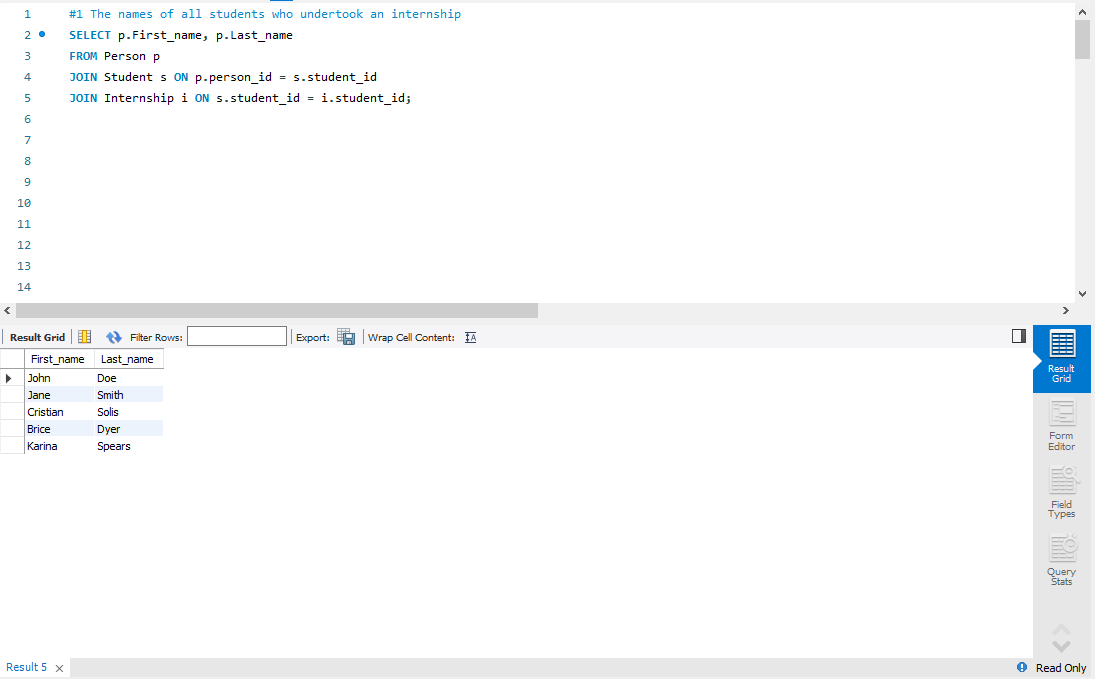 1 #1 The names of all students who undertook an internship
2 SELECT p.First_name, p.Last_name
3 FROM Person p
4 JOIN Student s ON p.person_id = s.student_id
5 JOIN Internship i ON s.student_id = i.student_id;
6
7
8
9
10
11
12
13
14
Result Grid Filter Rows: Export: Wrap Cell Content: IA
First_name Last_name
John Doe
Jane Smith
Cristian Solis
Brice Dyer
Karina Spears
Result
Grid
Form
Editor
Field
Types
Query
Stats
Result 5 Read Only